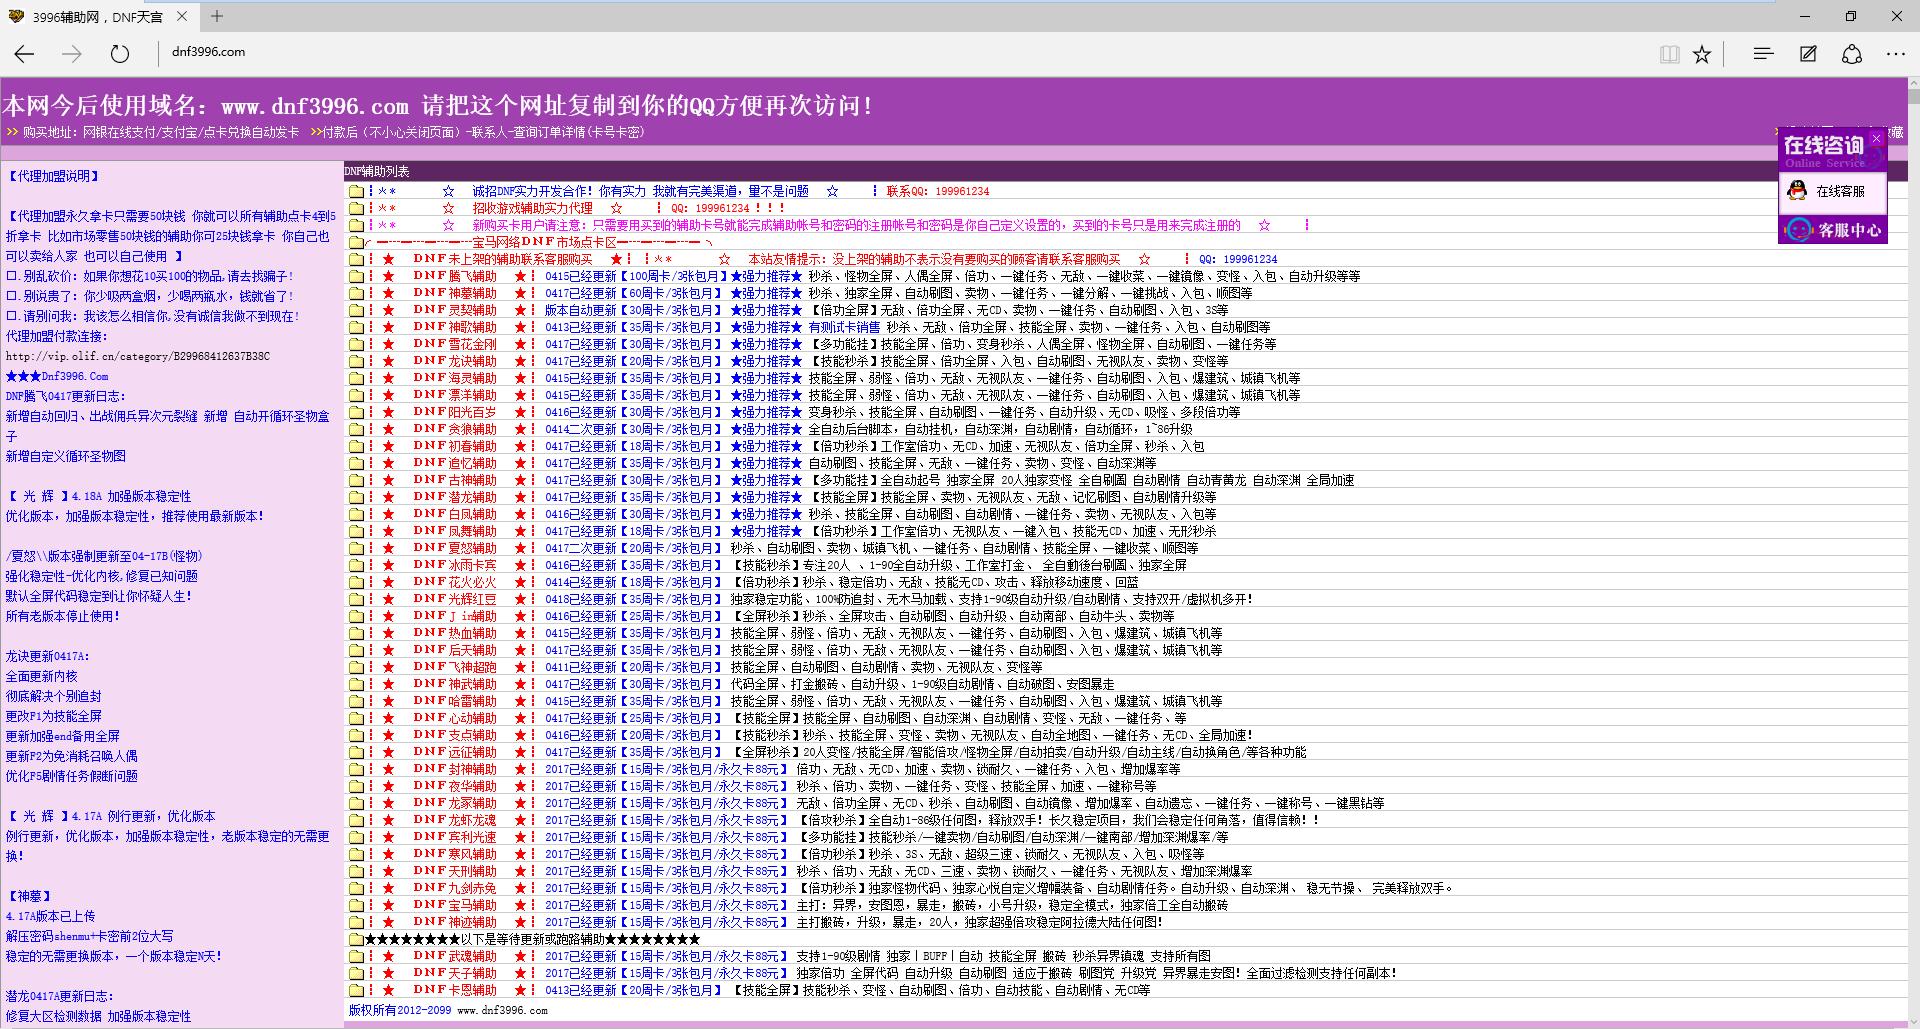 3996辅助网，DNF天宫
dnf3996.com
本网今后使用域名：www.dnf3996.com 请把这个网址复制到你的QQ方便再次访问！
>> 购买地址：网银在线支付/支付宝/点卡兑换自动发卡 >>付款后（不小心关闭页面）-联系人-查询订单详情(卡号卡密)
收藏
在线咨询
Online Service
在线客服
客服中心
【代理加盟说明】
【代理加盟永久拿卡只需要50块钱 你就可以所有辅助点卡4到5
折拿卡 比如市场零售50块钱的辅助你可25块钱拿卡 你自己也
可以卖给人家 也可以自己使用 】
□.别乱砍价：如果你想花10买100的物品,请去找骗子!
□.别说贵了：你少吸两盒烟，少喝两瓶水，钱就省了!
□.请别问我：我该怎么相信你,没有诚信我做不到现在!
代理加盟付款连接：
http://vip.olif.cn/category/B29968412637B38C
★★★Dnf3996.Com
DNF腾飞0417更新日志：
新增自动回归、出战佣兵异次元裂缝 新增 自动开循环圣物盒
子
新增自定义循环圣物图
【 光 辉 】4.18A 加强版本稳定性
优化版本，加强版本稳定性，推荐使用最新版本!
/夏怒\\版本强制更新至04-17B(怪物)
强化稳定性-优化内核,修复已知问题
默认全屏代码稳定到让你怀疑人生!
所有老版本停止使用!
龙诀更新0417A：
全面更新内核
彻底解决个别追封
更改F1为技能全屏
更新加强end备用全屏
更新F2为免消耗召唤人偶
优化F5剧情任务假断问题
【 光 辉 】4.17A 例行更新，优化版本
例行更新，优化版本，加强版本稳定性，老版本稳定的无需更
换!
【神墓】
4.17A版本已上传
解压密码shenmu+卡密前2位大写
稳定的无需更换版本，一个版本稳定N天!
潜龙0417A更新日志：
修复大区检测数据 加强版本稳定性
DNF辅助列表
┆** ☆ 诚招DNF实力开发合作！你有实力 我就有完美渠道，量不是问题 ☆ ┆ 联系QQ：199961234
┆** ☆ 招收游戏辅助实力代理 ☆ ┆ QQ：199961234 ！！！
┆** ☆ 新购买卡用户请注意：只需要用买到的辅助卡号就能完成辅助帐号和密码的注册帐号和密码是你自己定义设置的，买到的卡号只是用来完成注册的 ☆ ┆
╭━┅┅━┅━┅━┅宝马网络DNF市场点卡区━┅━┅━┅━╮
┆ ★ DNF未上架的辅助联系客服购买 ★┆ ┆** ☆ 本站友情提示：没上架的辅助不表示没有要购买的顾客请联系客服购买 ☆ ┆ QQ：199961234
┆ ★ DNF腾飞辅助 ★┆ 0415已经更新【100周卡/3张包月】★强力推荐★ 秒杀、怪物全屏、人偶全屏、倍功、一键任务、无敌、一键收菜、一键镜像、变怪、入包、自动升级等等
┆ ★ DNF神墓辅助 ★┆ 0417已经更新【60周卡/3张包月】 ★强力推荐★ 秒杀、独家全屏、自动刷图、卖物、一键任务、一键分解、一键挑战、入包、顺图等
┆ ★ DNF灵契辅助 ★┆ 版本自动更新【30周卡/3张包月】 ★强力推荐★ 【倍功全屏】无敌、倍功全屏、无CD、卖物、一键任务、自动刷图、入包、3S等
┆ ★ DNF神歌辅助 ★┆ 0413已经更新【35周卡/3张包月】 ★强力推荐★ 有测试卡销售 秒杀、无敌、倍功全屏、技能全屏、卖物、一键任务、入包、自动刷图等
┆ ★ DNF雪花金刚 ★┆ 0417已经更新【30周卡/3张包月】 ★强力推荐★ 【多功能挂】技能全屏、倍功、变身秒杀、人偶全屏、怪物全屏、自动刷图、一键任务等
┆ ★ DNF龙诀辅助 ★┆ 0417已经更新【20周卡/3张包月】 ★强力推荐★ 【技能秒杀】技能全屏、倍功全屏、入包、自动刷图、无视队友、卖物、变怪等
┆ ★ DNF海灵辅助 ★┆ 0415已经更新【35周卡/3张包月】 ★强力推荐★ 技能全屏、弱怪、倍功、无敌、无视队友、一键任务、自动刷图、入包、爆建筑、城镇飞机等
┆ ★ DNF漂洋辅助 ★┆ 0415已经更新【35周卡/3张包月】 ★强力推荐★ 技能全屏、弱怪、倍功、无敌、无视队友、一键任务、自动刷图、入包、爆建筑、城镇飞机等
┆ ★ DNF阳光百岁 ★┆ 0416已经更新【30周卡/3张包月】 ★强力推荐★ 变身秒杀、技能全屏、自动刷图、一键任务、自动升级、无CD、吸怪、多段倍功等
┆ ★ DNF贪狼辅助 ★┆ 0414二次更新【30周卡/3张包月】 ★强力推荐★ 全自动后台脚本，自动挂机，自动深渊，自动剧情，自动循环，1~86升级
┆ ★ DNF初春辅助 ★┆ 0417已经更新【18周卡/3张包月】 ★强力推荐★ 【倍功秒杀】工作室倍功、无CD、加速、无视队友、倍功全屏、秒杀、入包
┆ ★ DNF追忆辅助 ★┆ 0417已经更新【35周卡/3张包月】 ★强力推荐★ 自动刷图、技能全屏、无敌、一键任务、卖物、变怪、自动深渊等
┆ ★ DNF古神辅助 ★┆ 0417已经更新【30周卡/3张包月】 ★强力推荐★ 【多功能挂】全自动起号 独家全屏 20人独家变怪 全自刷圖 自动剧情 自动青黄龙 自动深渊 全局加速
┆ ★ DNF潜龙辅助 ★┆ 0417已经更新【35周卡/3张包月】 ★强力推荐★ 【技能全屏】技能全屏、卖物、无视队友、无敌、记忆刷图、自动剧情升级等
┆ ★ DNF白凤辅助 ★┆ 0416已经更新【30周卡/3张包月】 ★强力推荐★ 秒杀、技能全屏、自动刷图、自动剧情、一键任务、卖物、无视队友、入包等
┆ ★ DNF凤舞辅助 ★┆ 0417已经更新【18周卡/3张包月】 ★强力推荐★ 【倍功秒杀】工作室倍功、无视队友、一键入包、技能无CD、加速、无形秒杀
┆ ★ DNF夏怒辅助 ★┆ 0417二次更新【20周卡/3张包月】 秒杀、自动刷图、卖物、城镇飞机、一键任务、自动剧情、技能全屏、一键收菜、顺图等
┆ ★ DNF冰雨卡宾 ★┆ 0416已经更新【35周卡/3张包月】 【技能秒杀】专注20人 、1-90全自动升级、工作室打金、 全自動後台刷圖、独家全屏
┆ ★ DNF花火必火 ★┆ 0414已经更新【18周卡/3张包月】 【倍功秒杀】秒杀、稳定倍功、无敌、技能无CD、攻击、释放移动速度、回蓝
┆ ★ DNF光辉红豆 ★┆ 0418已经更新【35周卡/3张包月】 独家稳定功能、100%防追封、无木马加载、支持1-90级自动升级/自动剧情、支持双开/虚拟机多开!
┆ ★ DNFJin辅助 ★┆ 0416已经更新【25周卡/3张包月】 【全屏秒杀】秒杀、全屏攻击、自动刷图、自动升级、自动南部、自动牛头、卖物等
┆ ★ DNF热血辅助 ★┆ 0415已经更新【35周卡/3张包月】 技能全屏、弱怪、倍功、无敌、无视队友、一键任务、自动刷图、入包、爆建筑、城镇飞机等
┆ ★ DNF后天辅助 ★┆ 0417已经更新【35周卡/3张包月】 技能全屏、弱怪、倍功、无敌、无视队友、一键任务、自动刷图、入包、爆建筑、城镇飞机等
┆ ★ DNF飞神超跑 ★┆ 0411已经更新【20周卡/3张包月】 技能全屏、自动刷图、自动剧情、卖物、无视队友、变怪等
┆ ★ DNF神武辅助 ★┆ 0417已经更新【30周卡/3张包月】 代码全屏、打金搬砖、自动升级、1-90级自动剧情、自动破图、安图暴走
┆ ★ DNF哈雷辅助 ★┆ 0415已经更新【35周卡/3张包月】 技能全屏、弱怪、倍功、无敌、无视队友、一键任务、自动刷图、入包、爆建筑、城镇飞机等
┆ ★ DNF心动辅助 ★┆ 0417已经更新【25周卡/3张包月】 【技能全屏】技能全屏、自动刷图、自动深渊、自动剧情、变怪、无敌、一键任务、等
┆ ★ DNF支点辅助 ★┆ 0416已经更新【20周卡/3张包月】 【技能秒杀】秒杀、技能全屏、变怪、卖物、无视队友、自动全地图、一键任务、无CD、全局加速!
┆ ★ DNF远征辅助 ★┆ 0417已经更新【35周卡/3张包月】 【全屏秒杀】20人变怪/技能全屏/智能倍攻/怪物全屏/自动拍卖/自动升级/自动主线/自动换角色/等各种功能
┆ ★ DNF封神辅助 ★┆ 2017已经更新【15周卡/3张包月/永久卡88元】 倍功、无敌、无CD、加速、卖物、锁耐久、一键任务、入包、增加爆率等
┆ ★ DNF夜华辅助 ★┆ 2017已经更新【15周卡/3张包月/永久卡88元】 秒杀、倍功、卖物、一键任务、变怪、技能全屏、加速、一键称号等
┆ ★ DNF龙冢辅助 ★┆ 2017已经更新【15周卡/3张包月/永久卡88元】 无敌、倍功全屏、无CD、秒杀、自动刷图、自动镜像、增加爆率、自动遗忘、一键任务、一键称号、一键黑钻等
┆ ★ DNF龙虾龙魂 ★┆ 2017已经更新【15周卡/3张包月/永久卡88元】 【倍攻秒杀】全自动1-86级任何图，释放双手！长久稳定项目，我们会稳定任何角落，值得信赖！！
┆ ★ DNF宾利光速 ★┆ 2017已经更新【15周卡/3张包月/永久卡88元】 【多功能挂】技能秒杀/一键卖物/自动刷图/自动深渊/一键南部/增加深渊爆率/等
┆ ★ DNF寒风辅助 ★┆ 2017已经更新【15周卡/3张包月/永久卡88元】 【倍功秒杀】秒杀、3S、无敌、超级三速、锁耐久、无视队友、入包、吸怪等
┆ ★ DNF天刑辅助 ★┆ 2017已经更新【15周卡/3张包月/永久卡88元】 秒杀、倍功、无敌、无CD、三速、卖物、锁耐久、一键任务、无视队友、增加深渊爆率
┆ ★ DNF九剑赤兔 ★┆ 2017已经更新【15周卡/3张包月/永久卡88元】 【倍功秒杀】独家怪物代码、独家心悦自定义增幅装备、自动剧情任务。自动升级、自动深渊、 稳无节操、 完美释放双手。
┆ ★ DNF宝马辅助 ★┆ 2017已经更新【15周卡/3张包月/永久卡88元】 主打：异界，安图恩，暴走，搬砖，小号升级，稳定全模式，独家倍工全自动搬砖
┆ ★ DNF神迹辅助 ★┆ 2017已经更新【15周卡/3张包月/永久卡88元】 主打搬砖，升级，暴走，20人，独家超强倍攻稳定阿拉德大陆任何图!
★★★★★★★★以下是等待更新或跑路辅助★★★★★★★★
┆ ★ DNF武魂辅助 ★┆ 2017已经更新【15周卡/3张包月/永久卡88元】 支持1-90级剧情 独家｜BUFF｜自动 技能全屏 搬砖 秒杀异界镇魂 支持所有图
┆ ★ DNF天子辅助 ★┆ 2017已经更新【15周卡/3张包月/永久卡88元】 独家倍功 全屏代码 自动升级 自动刷图 适应于搬砖 刷图党 升级党 异界暴走安图！全面过滤检测支持任何副本!
┆ ★ DNF卡恩辅助 ★┆ 0413已经更新【20周卡/3张包月】 【技能全屏】技能秒杀、变怪、自动刷图、倍功、自动技能、自动剧情、无CD等
版权所有2012-2099 www.dnf3996.com